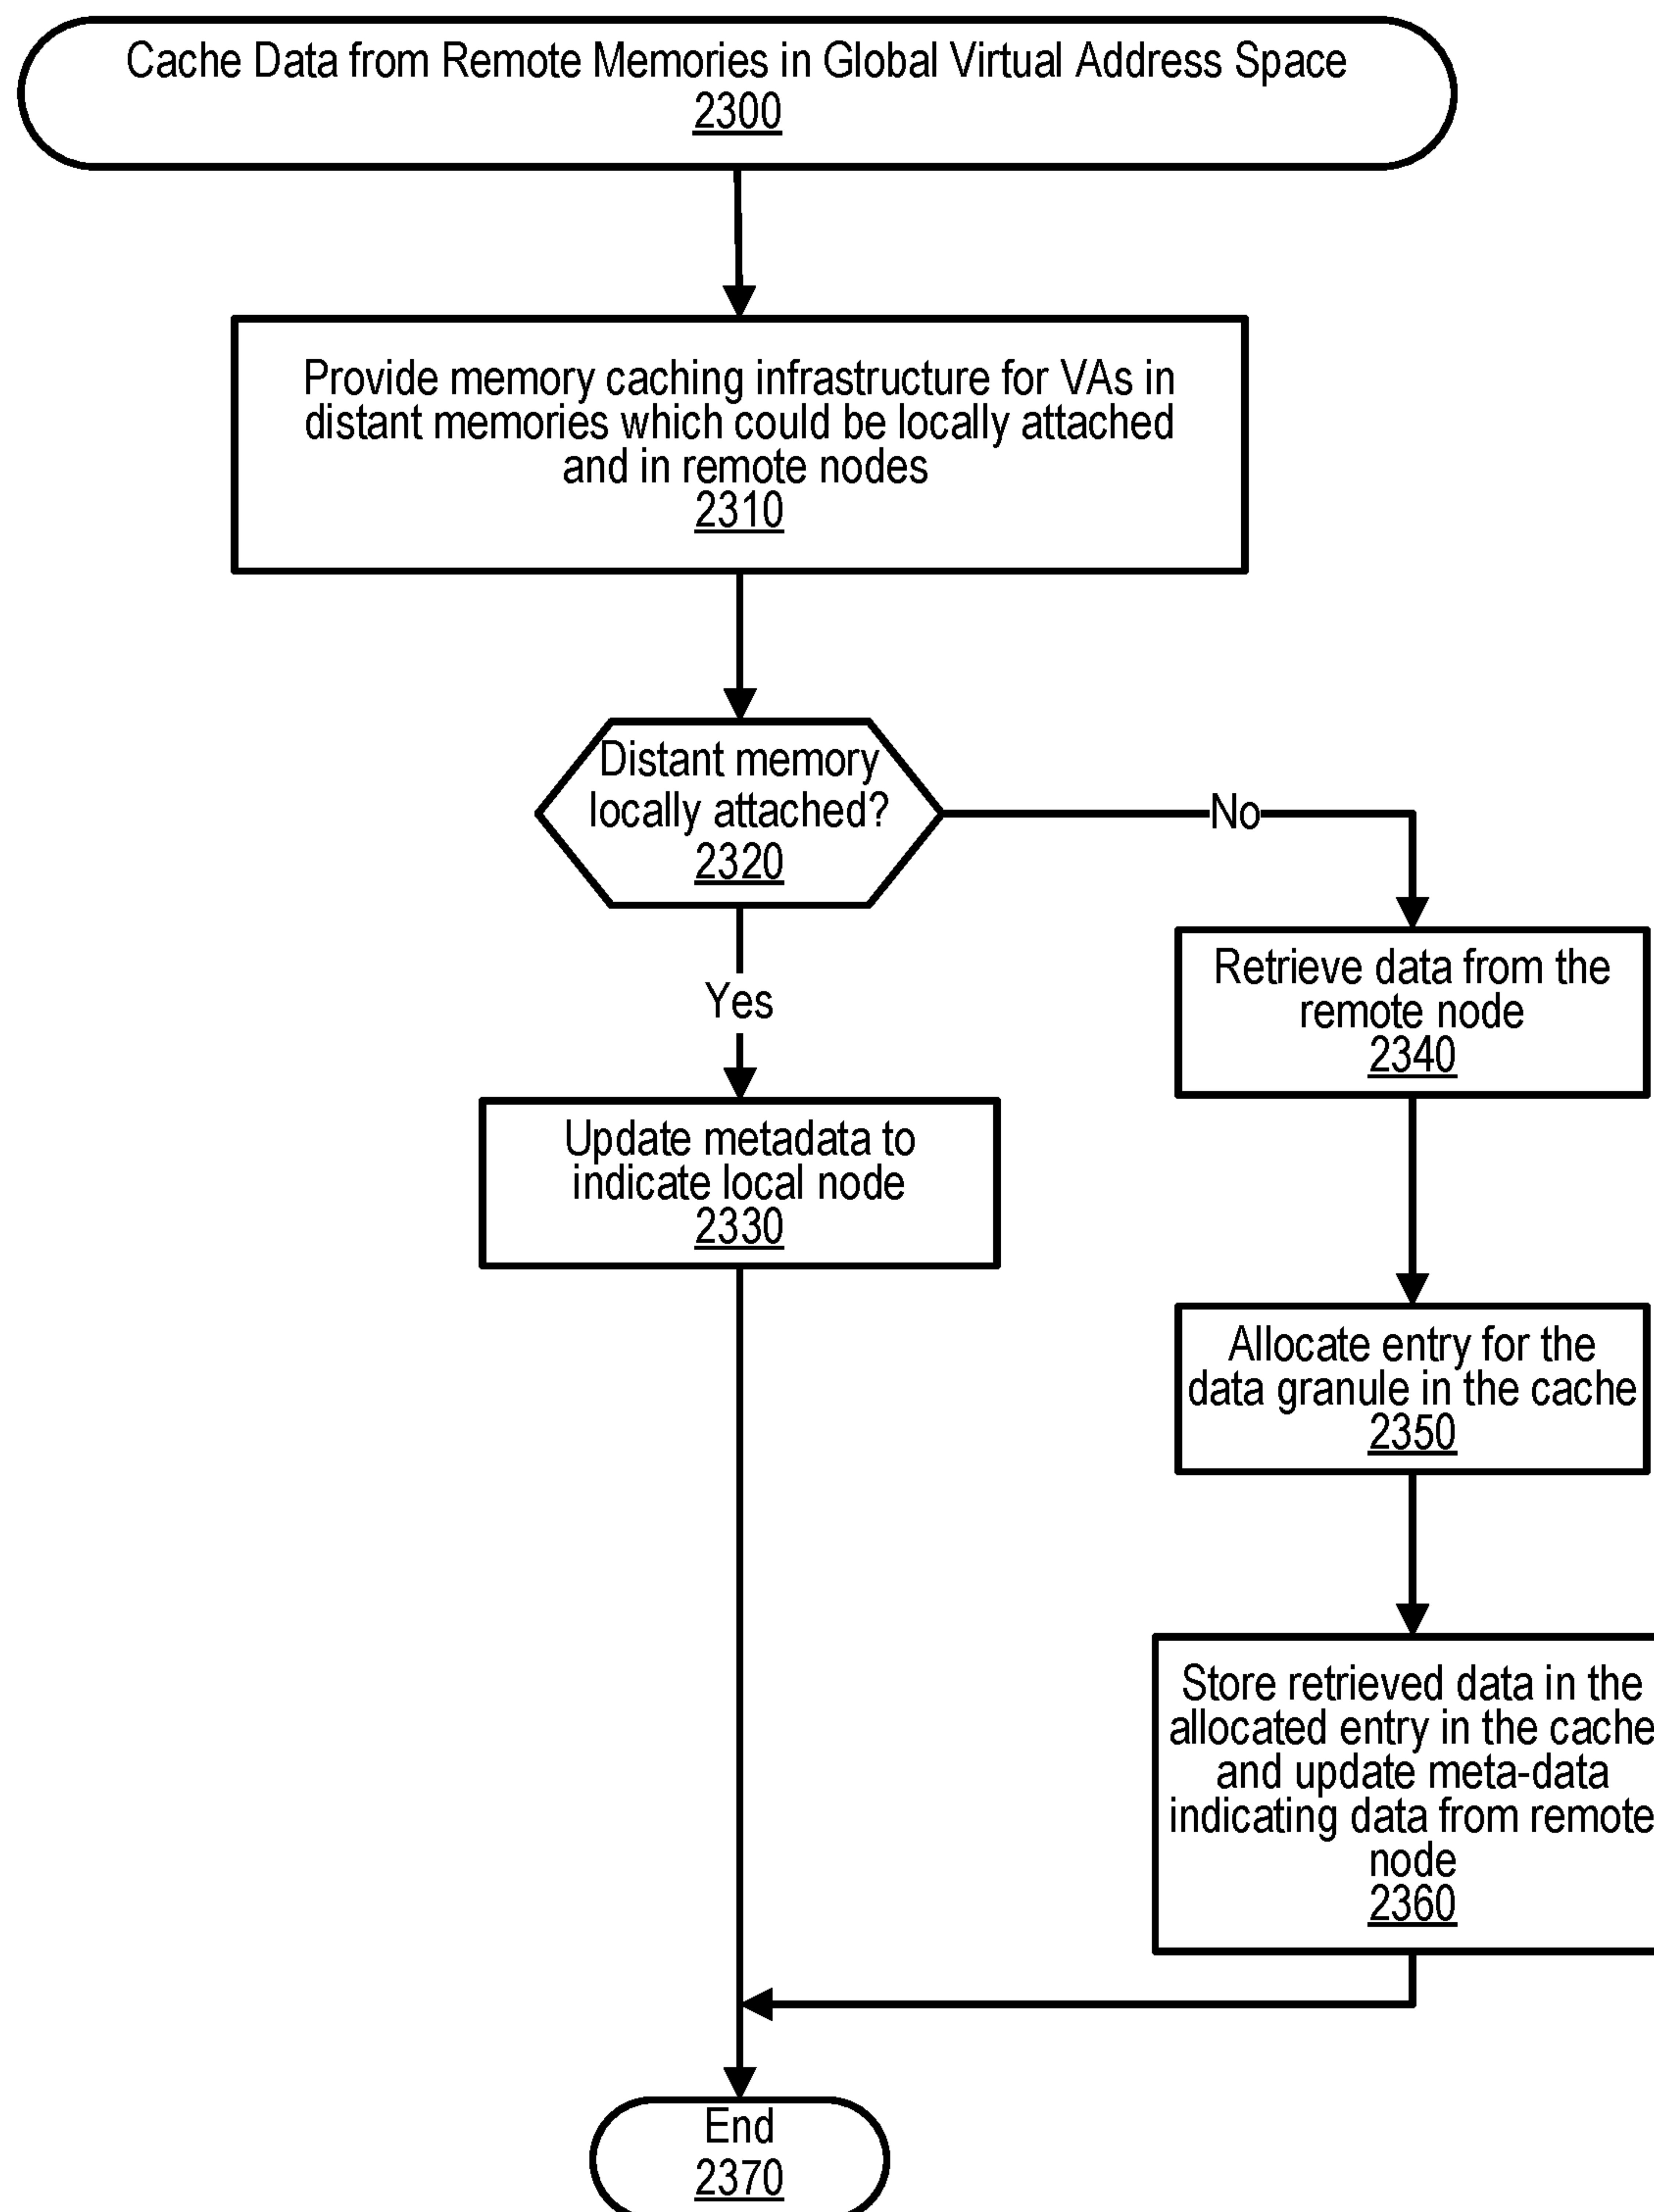 Cache Data from Remote Memories in Global Virtual Address Space
2300
Provide memory caching infrastructure for VAs in
distant memories which could be locally attached
and in remote nodes
2310
Distant memory
locally attached?
2320
No
Yes
Retrieve data from the
remote node
2340
Update metadata to
indicate local node
2330
Allocate entry for the
data granule in the cache
2350
Store retrieved data in the
allocated entry in the cache
and update meta-data
indicating data from remote
node
2360
End
2370